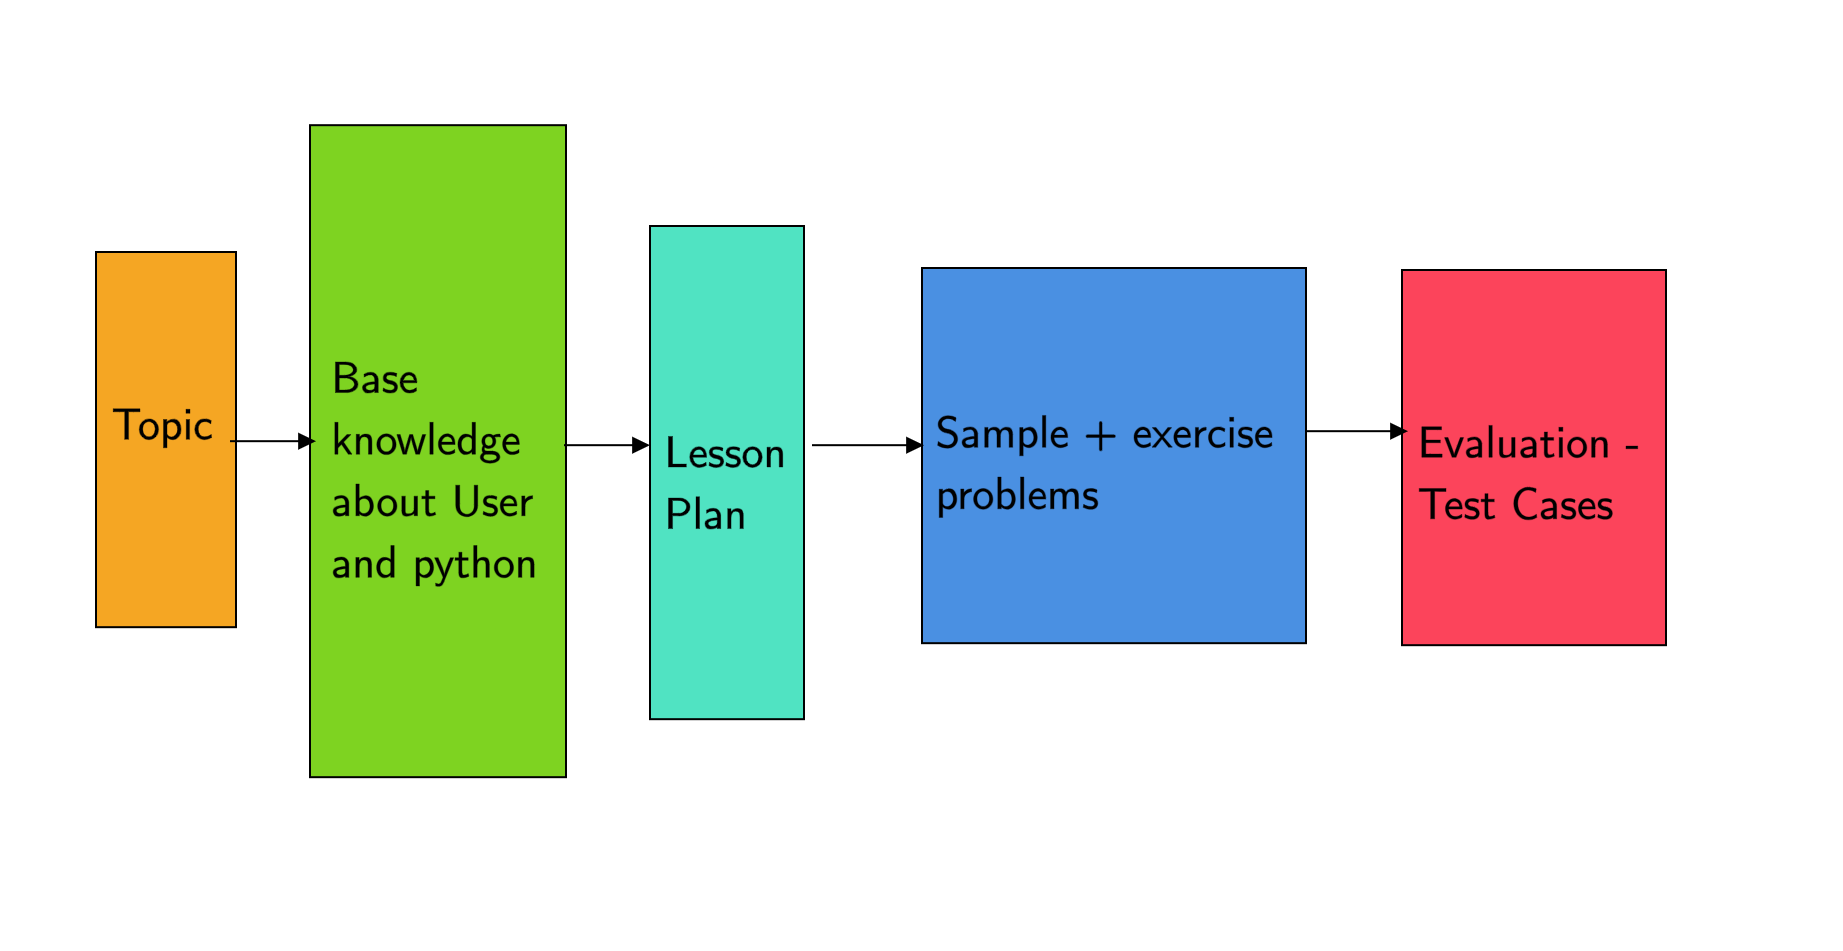 Topic
Base
knowledge
about User
and python
Lesson
Plan
Sample + exercise
problems
Evaluation -
Test Cases